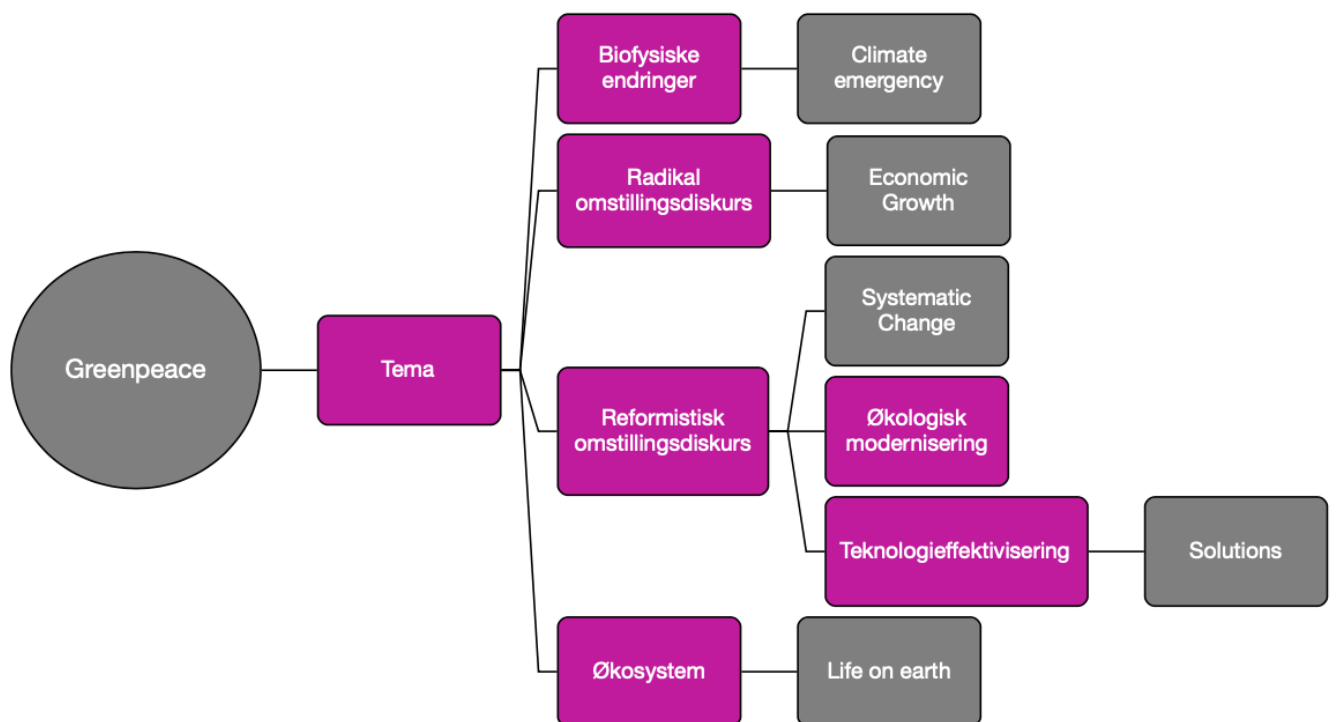 Greenpeace
Tema
Biofysiske
endringer
Climate
emergency
Radikal
omstillingsdiskurs
Economic
Growth
Reformistisk
omstillingsdiskurs
Systematic
Change
Økologisk
modernisering
Teknologieffektivisering
Solutions
Økosystem
Life on earth